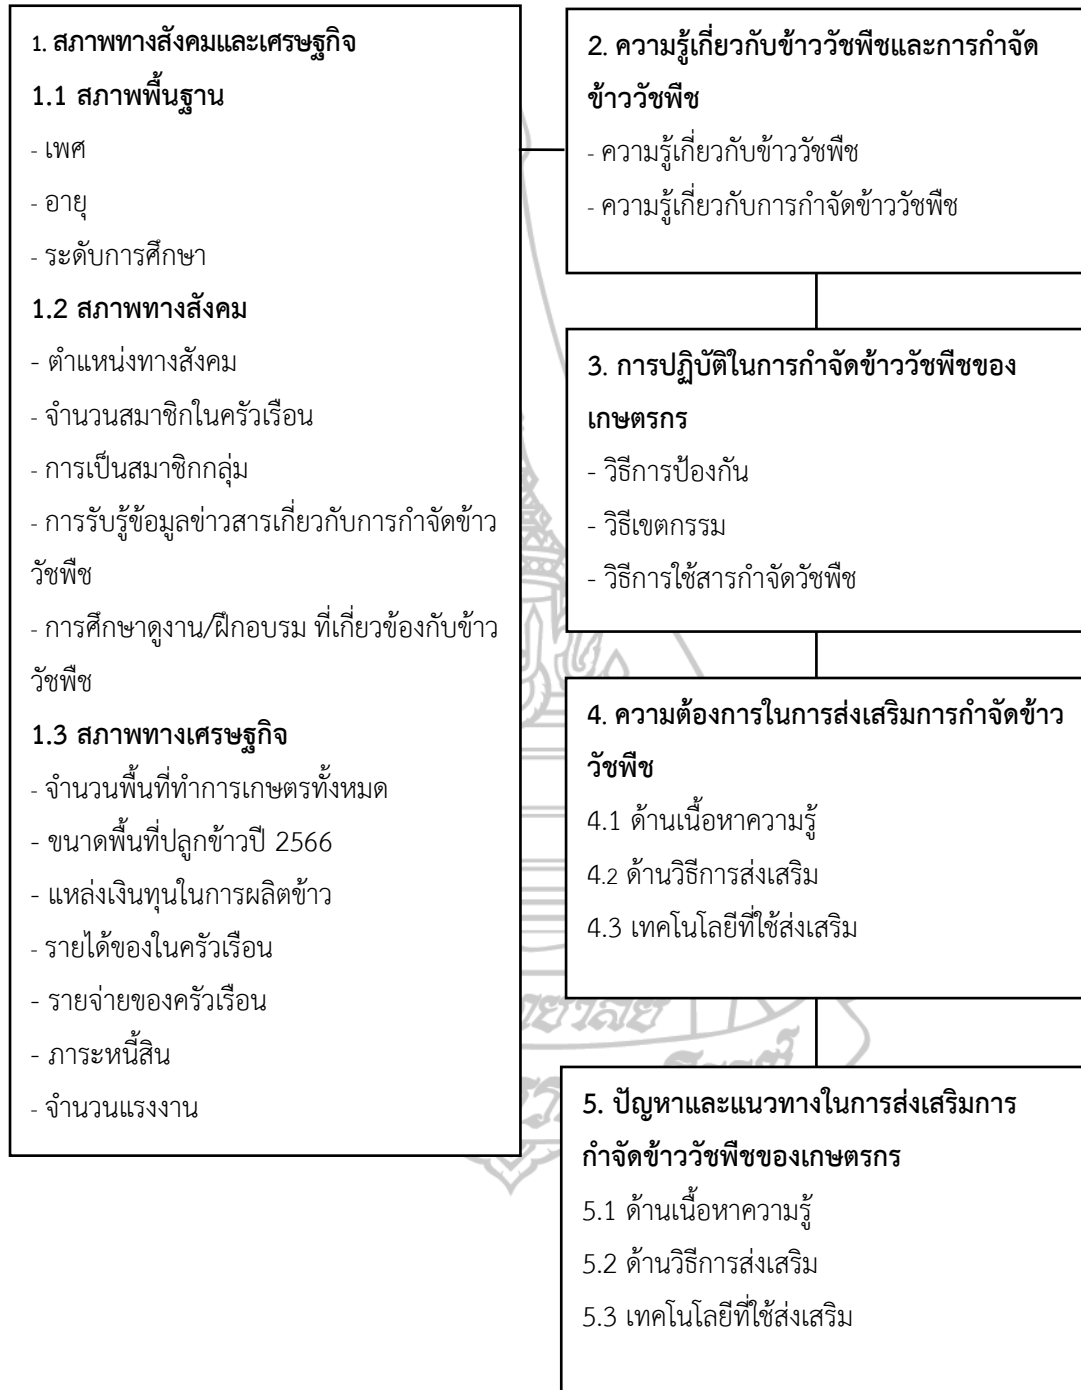 1. สภาพทางสังคมและเศรษฐกิจ
1.1 สภาพพื้นฐาน
- เพศ
- อายุ
- ระดับการศึกษา
1.2 สภาพทางสังคม
- ตำแหน่งทางสังคม
- จำนวนสมาชิกในครัวเรือน
- การเป็นสมาชิกกลุ่ม
- การรับรู้ข้อมูลข่าวสารเกี่ยวกับการกำจัดข้าว
วัชพืช
- การศึกษาดูงาน/ฝึกอบรม ที่เกี่ยวข้องกับข้าว
วัชพืช
1.3 สภาพทางเศรษฐกิจ
- จำนวนพื้นที่ทำการเกษตรทั้งหมด
- ขนาดพื้นที่ปลูกข้าวปี 2566
- แหล่งเงินทุนในการผลิตข้าว
- รายได้ของในครัวเรือน
- รายจ่ายของครัวเรือน
- ภาระหนี้สิน
- จำนวนแรงงาน
2. ความรู้เกี่ยวกับข้าววัชพืชและการกำจัด
ข้าววัชพืช
- ความรู้เกี่ยวกับข้าววัชพืช
- ความรู้เกี่ยวกับการกำจัดข้าววัชพืช
3. การปฏิบัติในการกำจัดข้าววัชพืชของ
เกษตรกร
- วิธีการป้องกัน
- วิธีเขตกรรม
- วิธีการใช้สารกำจัดวัชพืช
4. ความต้องการในการส่งเสริมการกำจัดข้าว
วัชพืช
4.1 ด้านเนื้อหาความรู้
4.2 ด้านวิธีการส่งเสริม
4.3 เทคโนโลยีที่ใช้ส่งเสริม
5. ปัญหาและแนวทางในการส่งเสริมการ
กำจัดข้าววัชพืชของเกษตรกร
5.1 ด้านเนื้อหาความรู้
5.2 ด้านวิธีการส่งเสริม
5.3 เทคโนโลยีที่ใช้ส่งเสริม